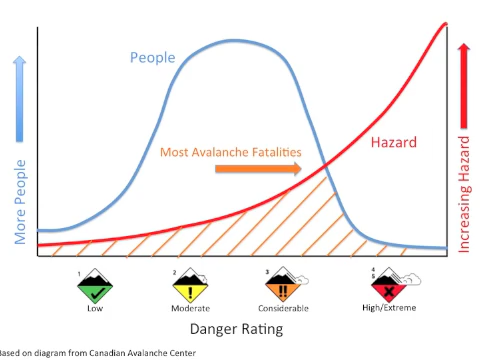 People
Most Avalanche Fatalities
Hazard
More People
Increasing Hazard
1
2
3
4
5
Low
Moderate
Considerable
High/Extreme
Danger Rating
Based on diagram from Canadian Avalanche Center